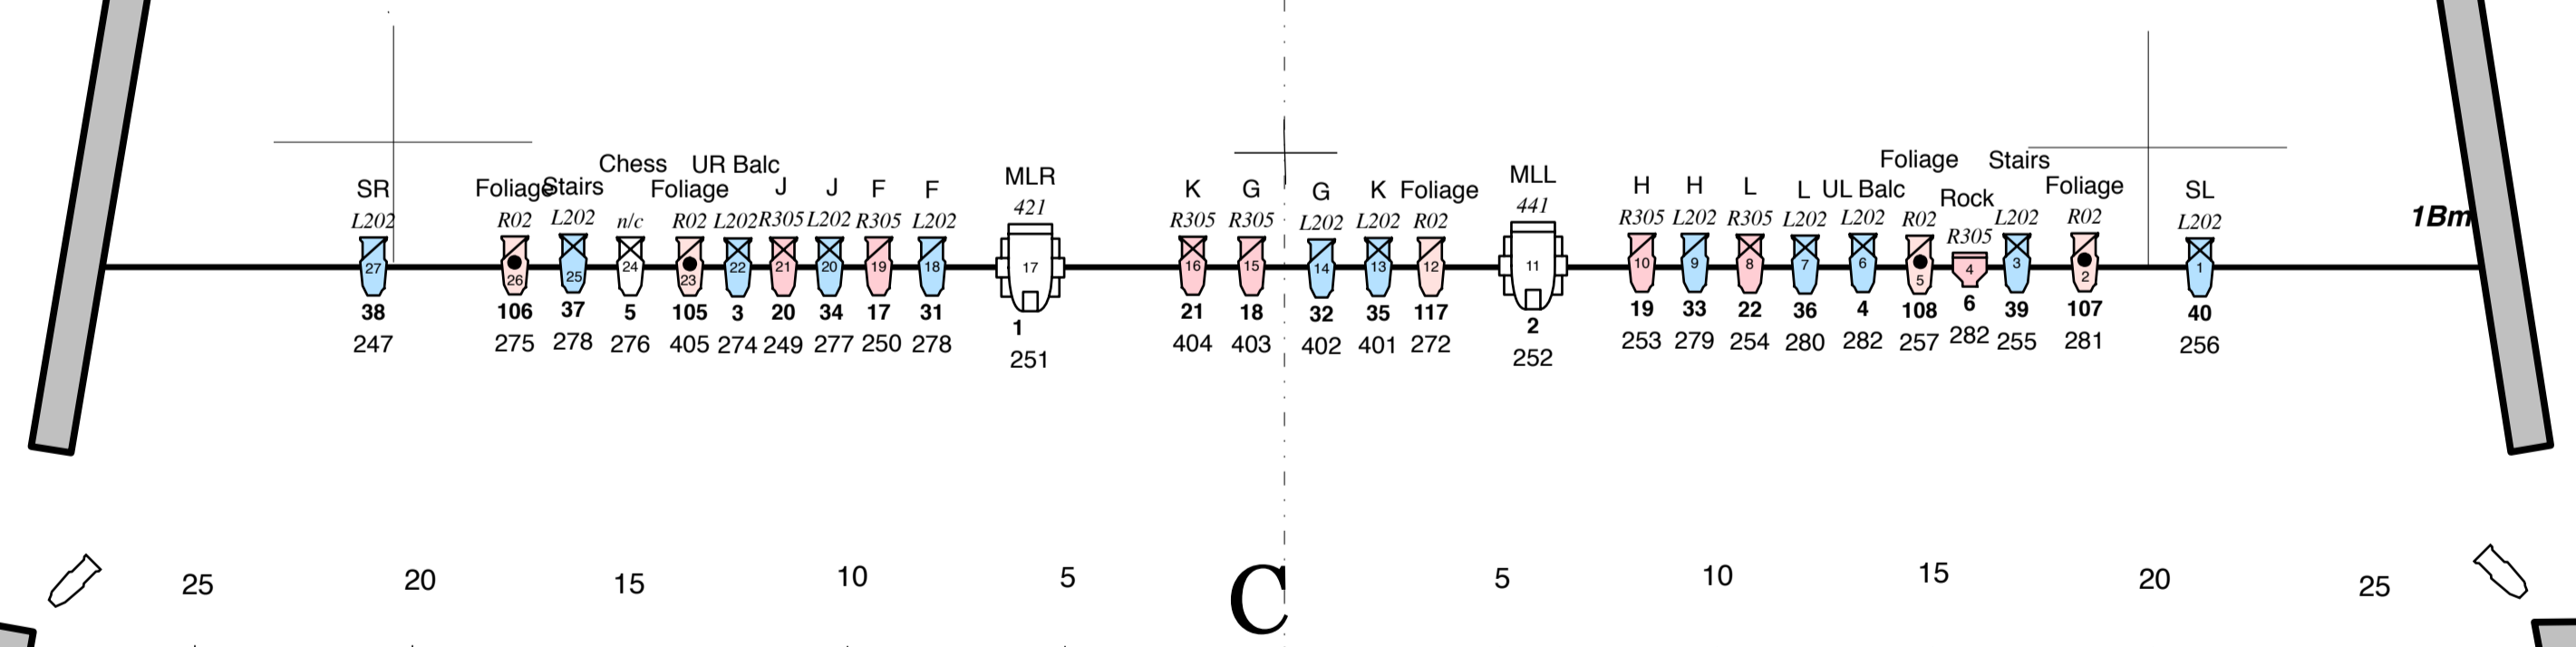 Chess UR Balc Foliage Stairs
SR Foliage Stairs Foliage J J F F MLR K G G K Foliage MLL H H L L UL Balc Rock Foliage SL
L202 R02 L202 n/c R02 L202 R305 L202 R305 L202 421 R305 R305 L202 L202 R02 441 R305 L202 R305 L202 L202 R02 R305 L202 R02 L202
1Bm
27 26 25 24 23 22 21 20 19 18 17 16 15 14 13 12 11 10 9 8 7 6 5 4 3 2 1
38 106 37 5 105 3 20 34 17 31 1 21 18 32 35 117 2 19 33 22 36 4 108 6 39 107 40
247 275 278 276 405 274 249 277 250 278 251 404 403 402 401 272 252 253 279 254 280 282 257 282 255 281 256
25 20 15 10 5 C 5 10 15 20 25